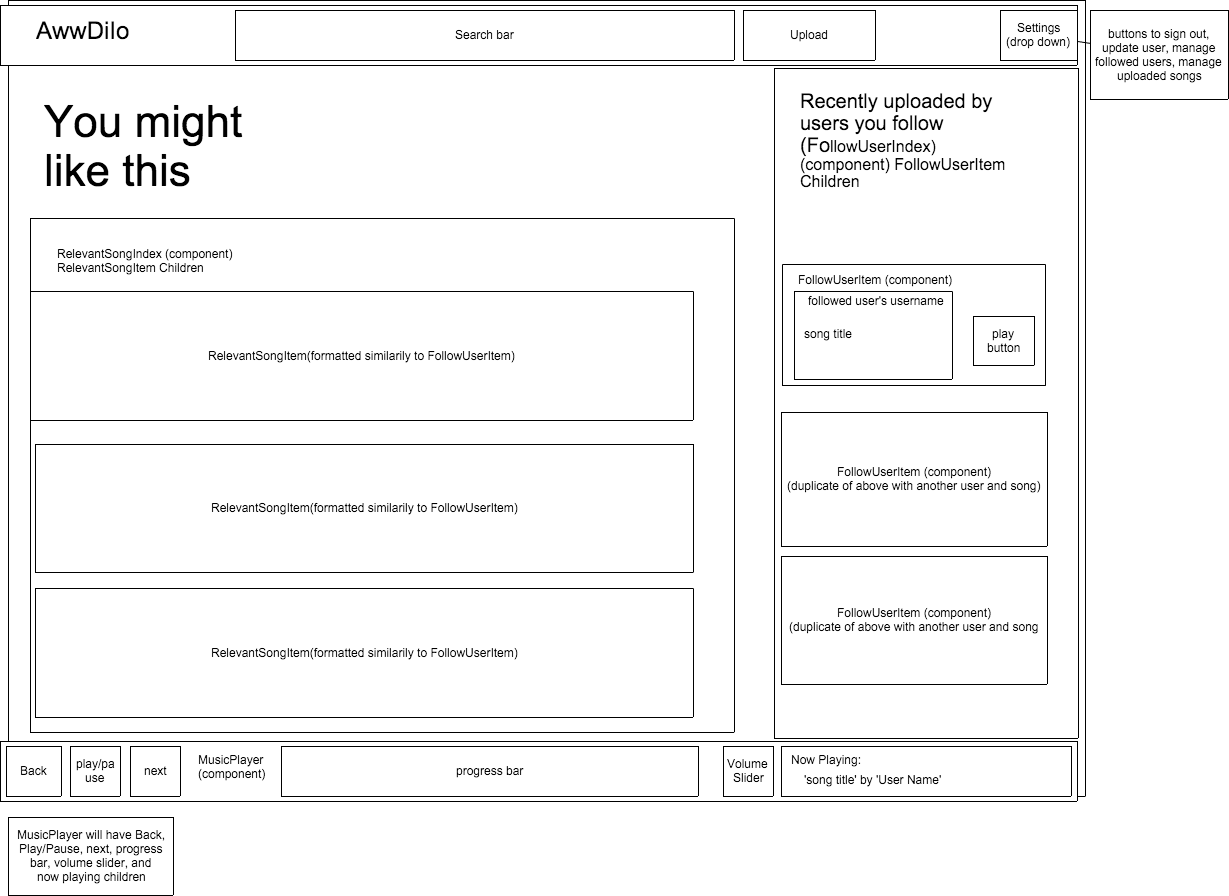 AwwDilo
Search bar
Upload
Settings
(drop down)
buttons to sign out,
update user, manage
followed users, manage
uploaded songs
You might
like this
Recently uploaded by
users you follow
(FollowUserIndex)
(component) FollowUserItem
Children
RelevantSongIndex (component)
RelevantSongItem Children
RelevantSongItem(formatted similarily to FollowUserItem)
RelevantSongItem(formatted similarily to FollowUserItem)
RelevantSongItem(formatted similarily to FollowUserItem)
FollowUserItem (component)
followed user's username
song title
play
button
FollowUserItem (component)
(duplicate of above with another user and song)
FollowUserItem (component)
(duplicate of above with another user and song
Back
play/pa
use
next
MusicPlayer
(component)
progress bar
Volume
Slider
Now Playing:
'song title' by 'User Name'
MusicPlayer will have Back,
Play/Pause, next, progress
bar, volume slider, and
now playing children